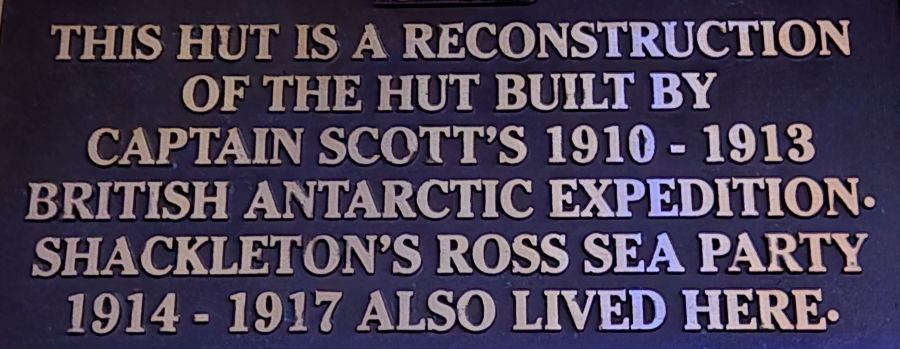 THIS HUT IS A RECONSTRUCTION
OF THE HUT BUILT BY
CAPTAIN SCOTT'S 1910 - 1913
BRITISH ANTARCTIC EXPEDITION.
SHACKLETON'S ROSS SEA PARTY
1914 - 1917 ALSO LIVED HERE.